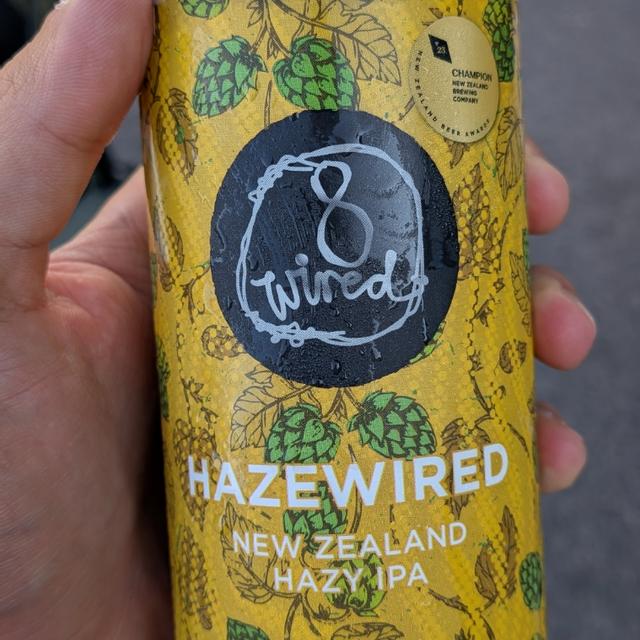 '23
CHAMPION
NEW ZEALAND
BREWING
COMPANY
NEW ZEALAND BEER AWARDS
8
wired
HAZEWIRED
NEW ZEALAND
HAZY IPA